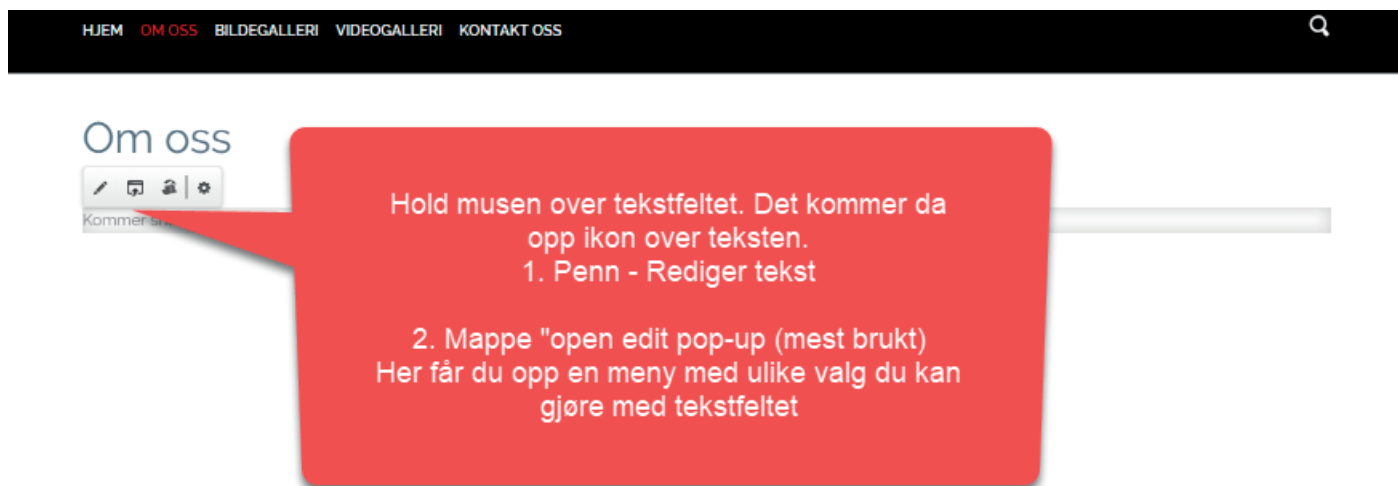 HJEM OM OSS BILDEGALLERI VIDEOGALLERI KONTAKT OSS
Om oss
Kommer
Hold musen over tekstfeltet. Det kommer da
opp ikon over teksten.
1. Penn - Rediger tekst
2. Mappe "open edit pop-up (mest brukt)
Her får du opp en meny med ulike valg du kan
gjøre med tekstfeltet